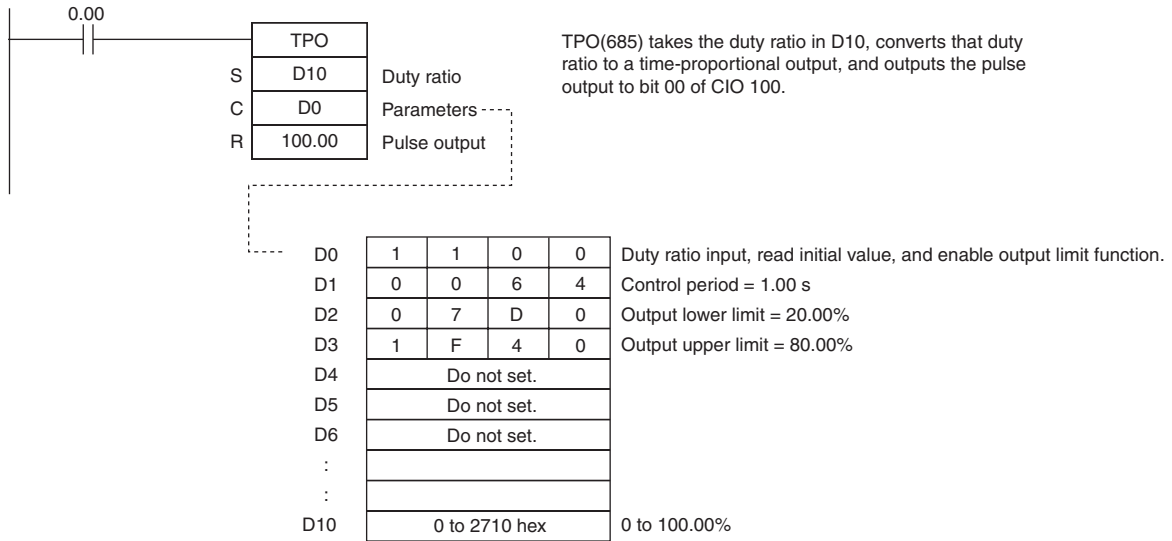 0.00
TPO
S D10 Duty ratio
C D0 Parameters
R 100.00 Pulse output
TPO(685) takes the duty ratio in D10, converts that duty
ratio to a time-proportional output, and outputs the pulse
output to bit 00 of CIO 100.
D0 1 1 0 0 Duty ratio input, read initial value, and enable output limit function.
D1 0 0 6 4 Control period = 1.00 s
D2 0 7 D 0 Output lower limit = 20.00%
D3 1 F 4 0 Output upper limit = 80.00%
D4 Do not set.
D5 Do not set.
D6 Do not set.
:
:
D10 0 to 2710 hex 0 to 100.00%